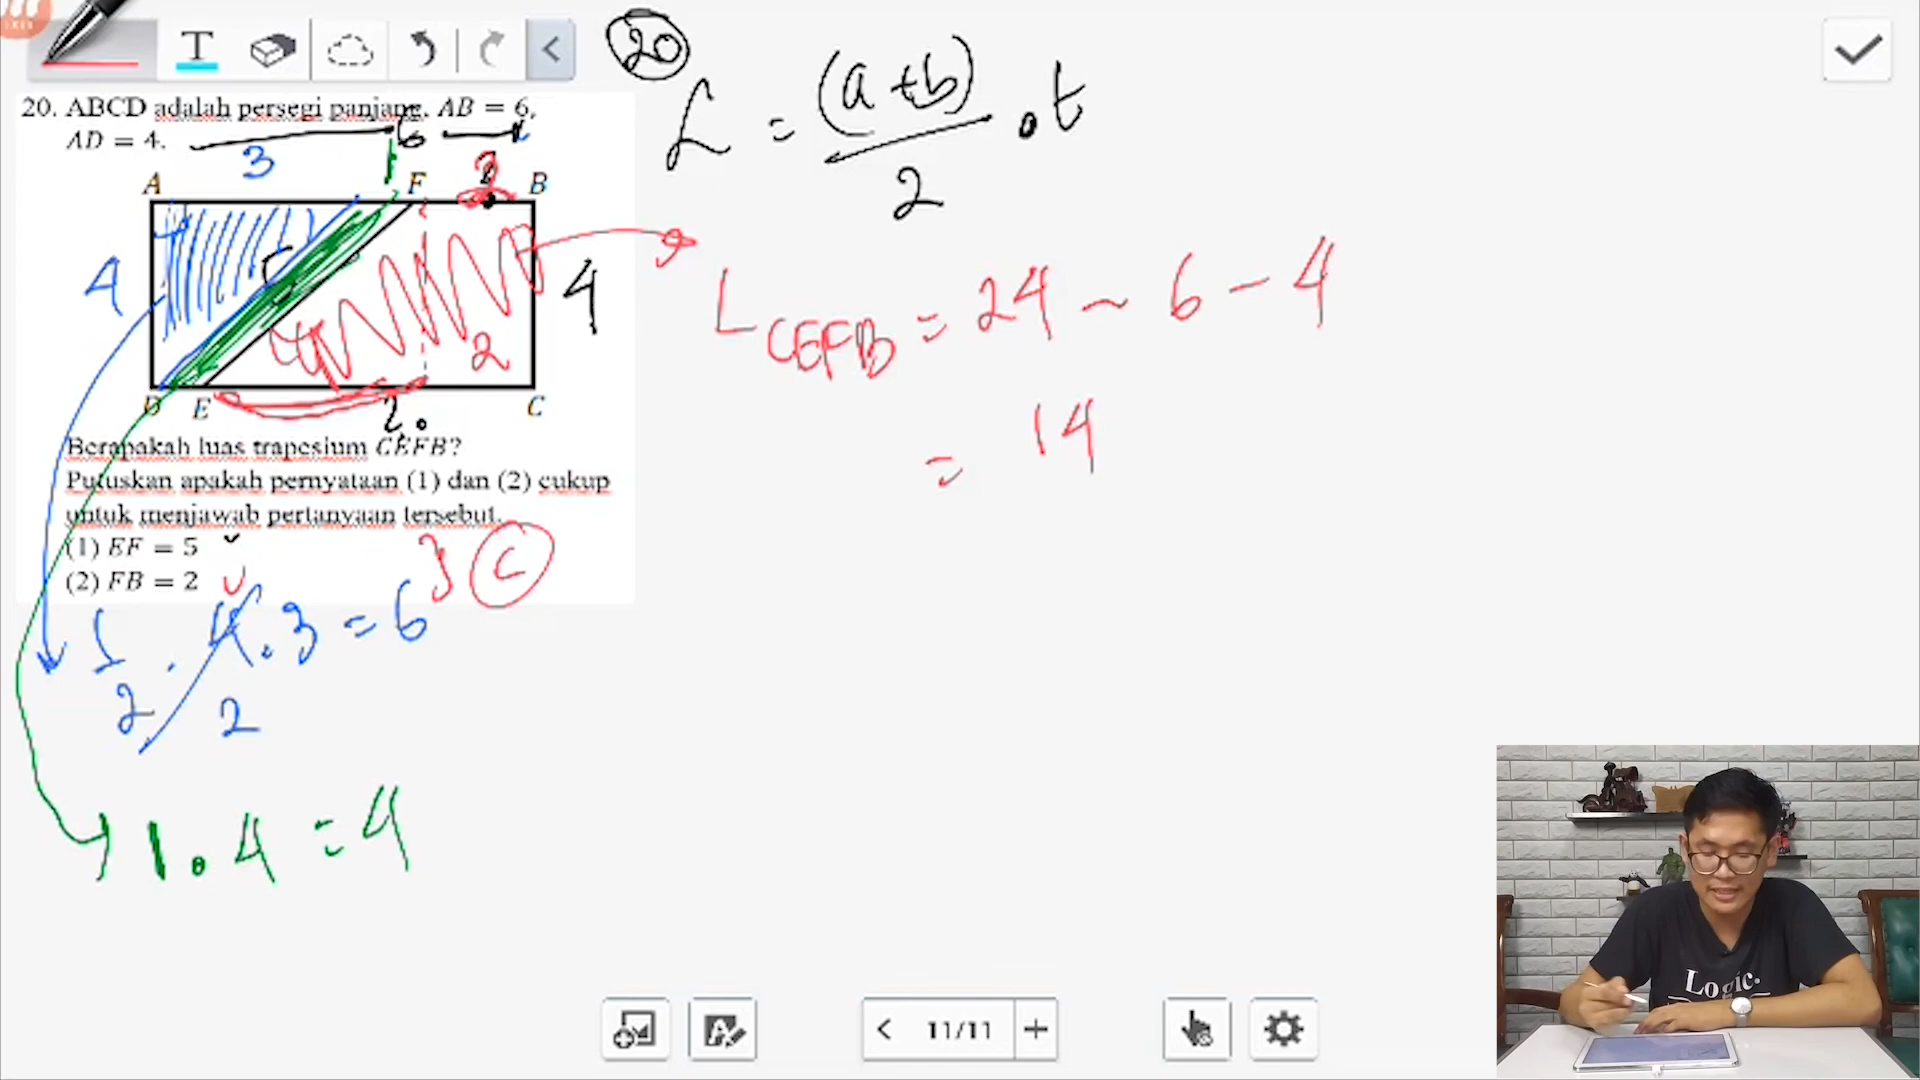 T
20
20. ABCD adalah persegi panjang. AB = 6,
AD = 4.
L = (a+b)/2 . t
3
6
1
2
A F B
4
4
2
D E C
2
Berapakah luas trapesium CEFB?
Putuskan apakah pernyataan (1) dan (2) cukup
untuk menjawab pertanyaan tersebut.
(1) EF = 5
(2) FB = 2
C
L CEFB = 24 - 6 - 4
= 14
1/2 . 4 . 3 = 6
2
1 . 4 = 4
Logic.
< 11/11 +